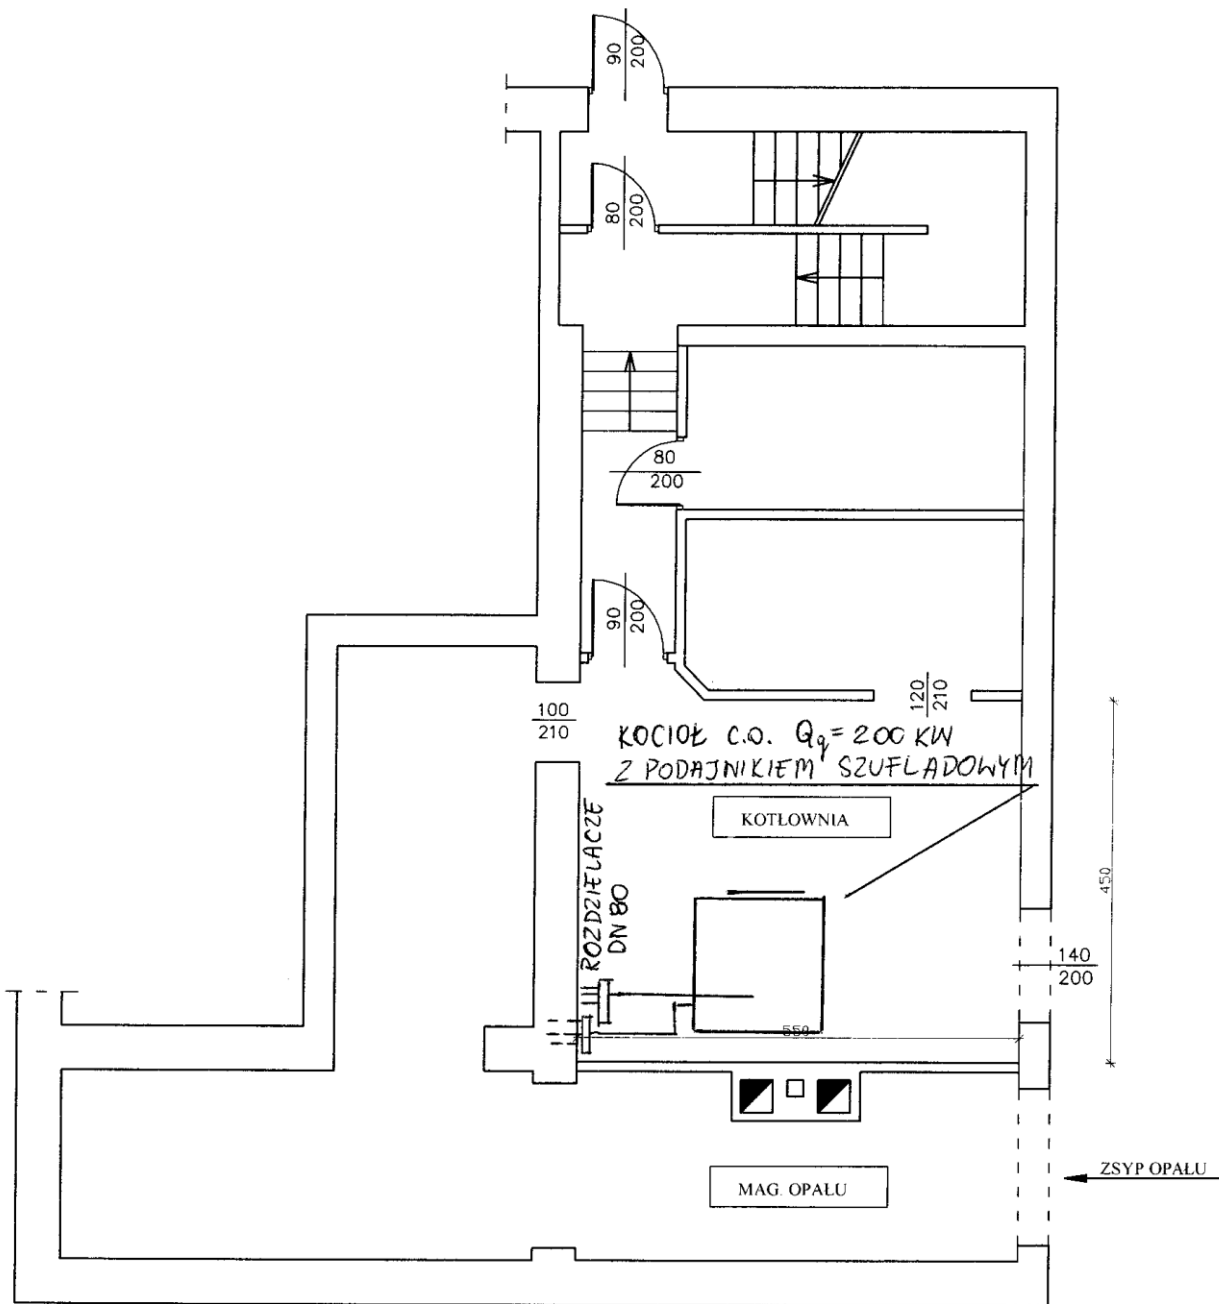 90
200
80
200
80
200
90
200
120
210
100
210
KOCIOŁ C.O. Qq = 200 KW
Z PODAJNIKIEM SZUFLADOWYM
KOTŁOWNIA
ROZDZIELACZE
DN 80
450
140
200
550
ZSYP OPAŁU
MAG. OPAŁU